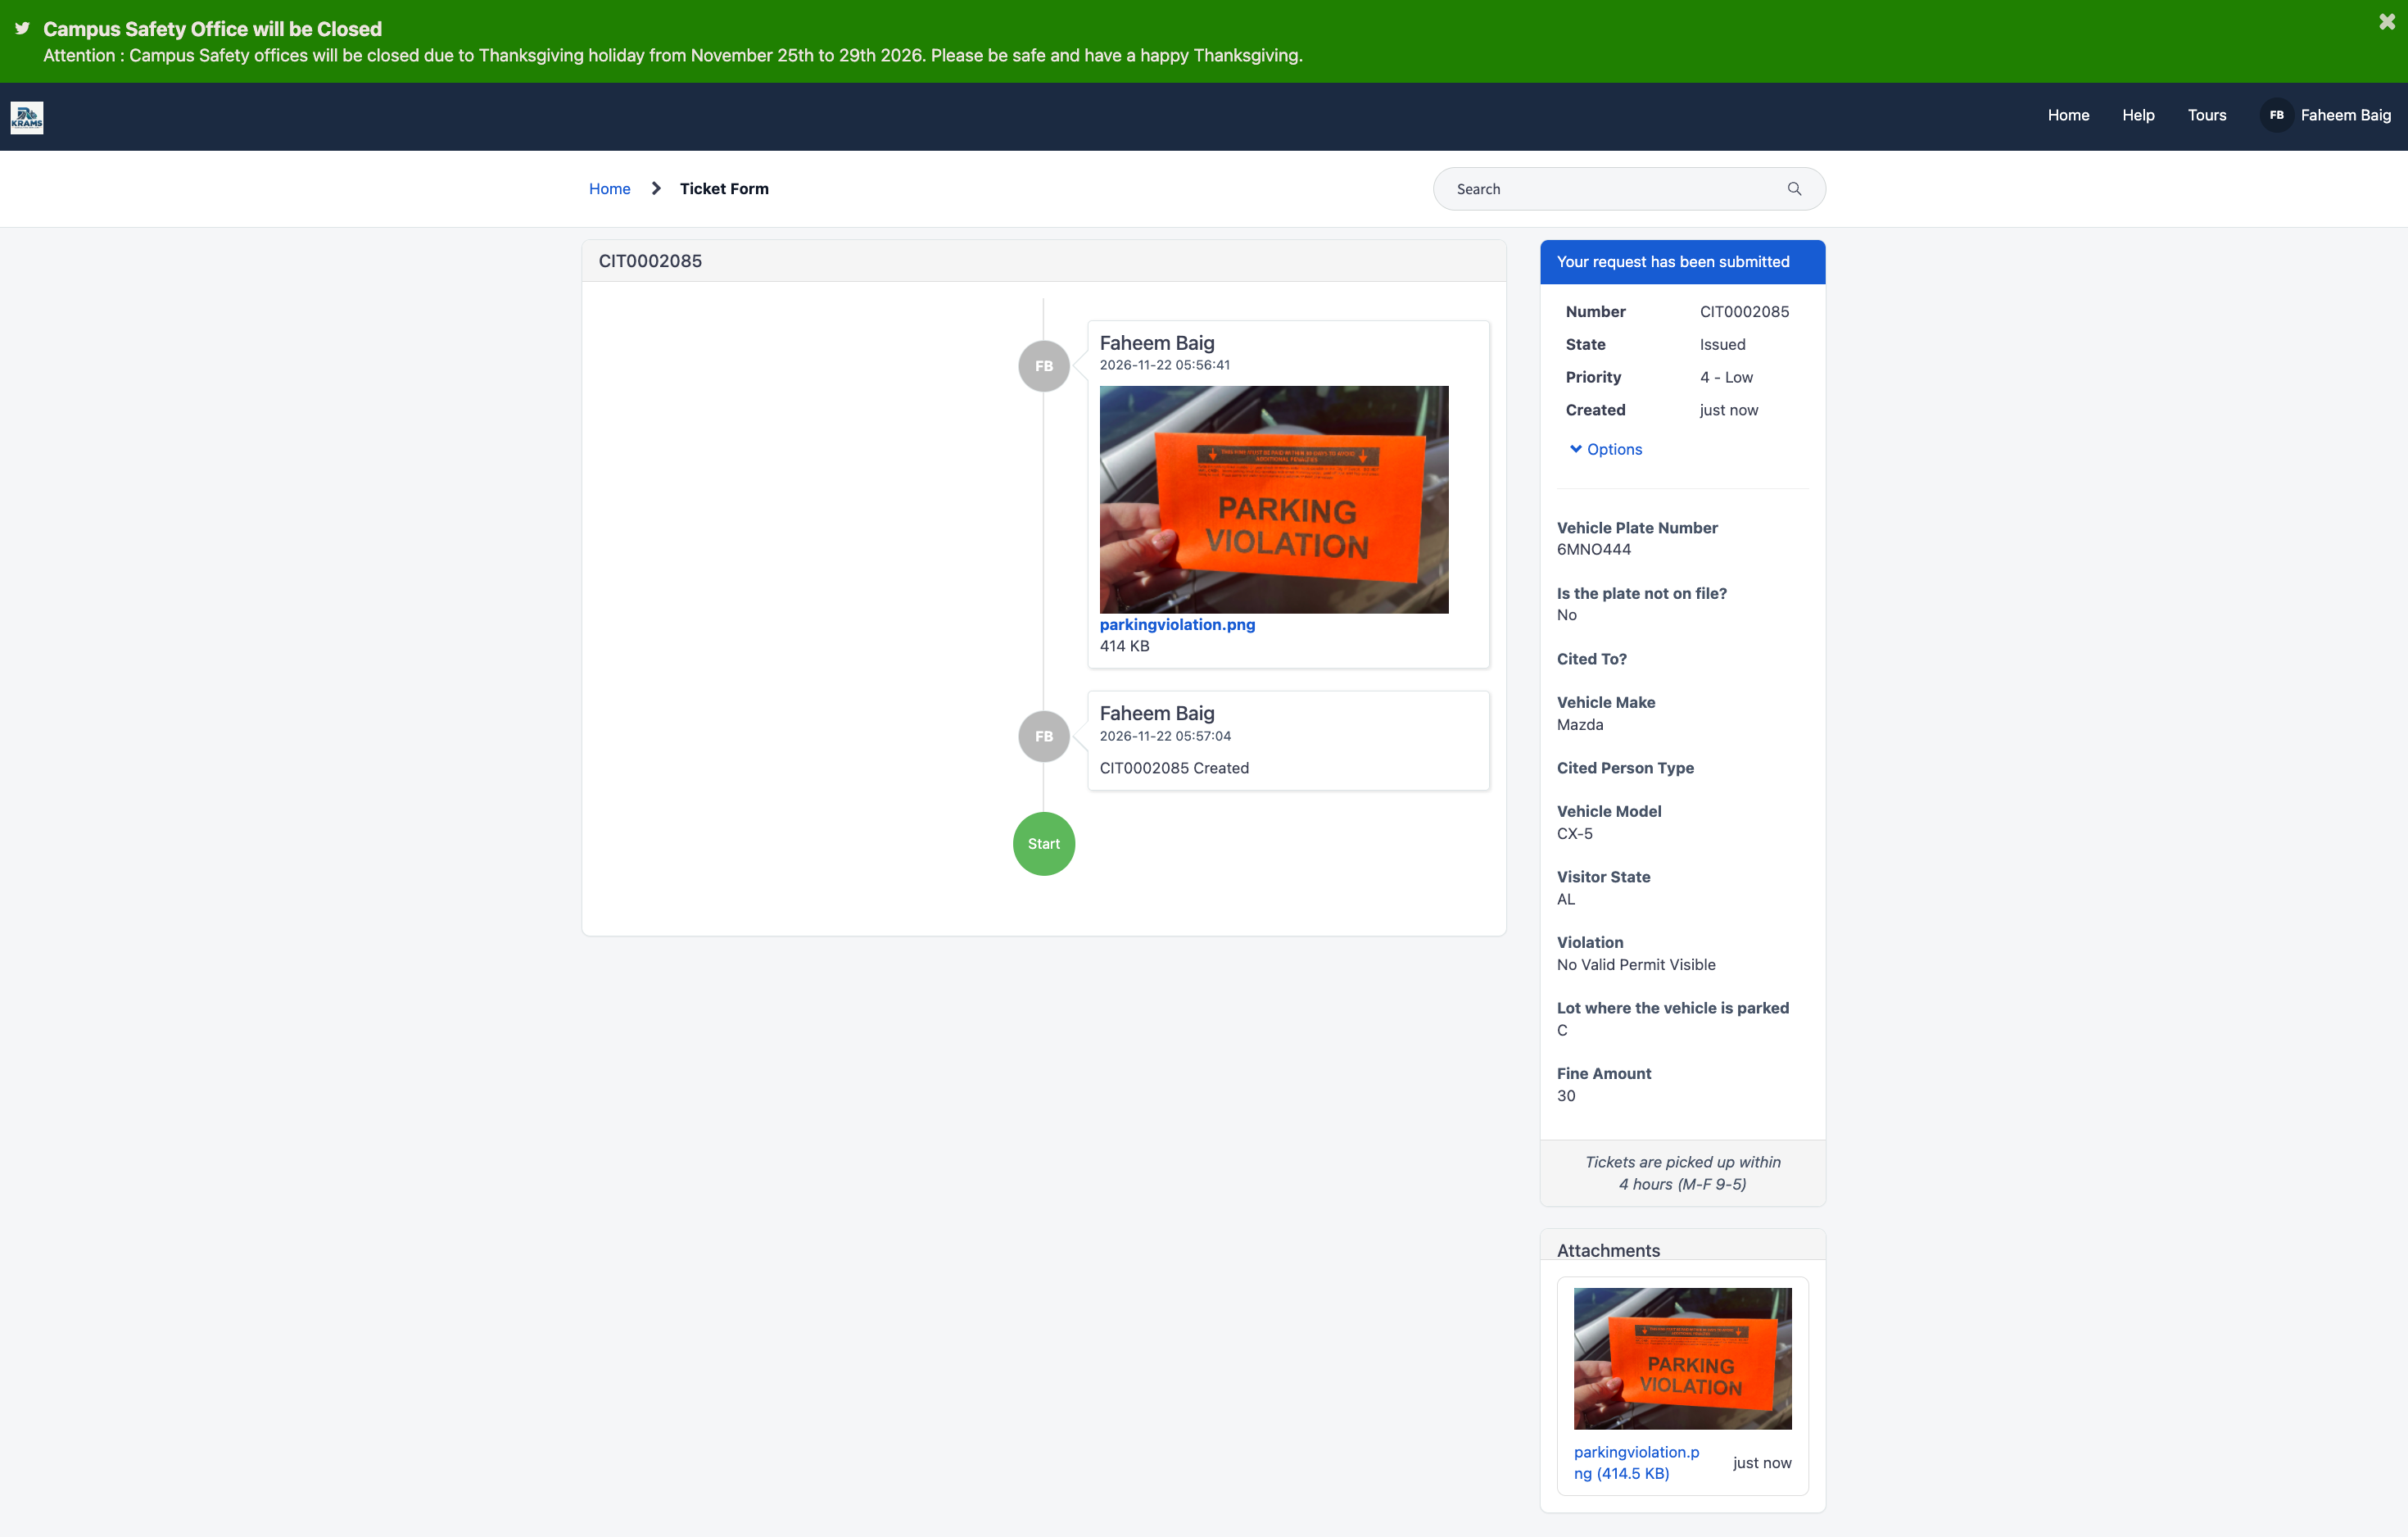 Campus Safety Office will be Closed
Attention : Campus Safety offices will be closed due to Thanksgiving holiday from November 25th to 29th 2026. Please be safe and have a happy Thanksgiving.
KRAMS
Home
Help
Tours
FB
Faheem Baig
Home
Ticket Form
Search
CIT0002085
FB
Faheem Baig
2026-11-22 05:56:41
PARKING
VIOLATION
parkingviolation.png
414 KB
FB
Faheem Baig
2026-11-22 05:57:04
CIT0002085 Created
Start
Your request has been submitted
Number CIT0002085
State Issued
Priority 4 - Low
Created just now
Options
Vehicle Plate Number
6MNO444
Is the plate not on file?
No
Cited To?
Vehicle Make
Mazda
Cited Person Type
Vehicle Model
CX-5
Visitor State
AL
Violation
No Valid Permit Visible
Lot where the vehicle is parked
C
Fine Amount
30
Tickets are picked up within
4 hours (M-F 9-5)
Attachments
PARKING
VIOLATION
parkingviolation.p
ng (414.5 KB)
just now